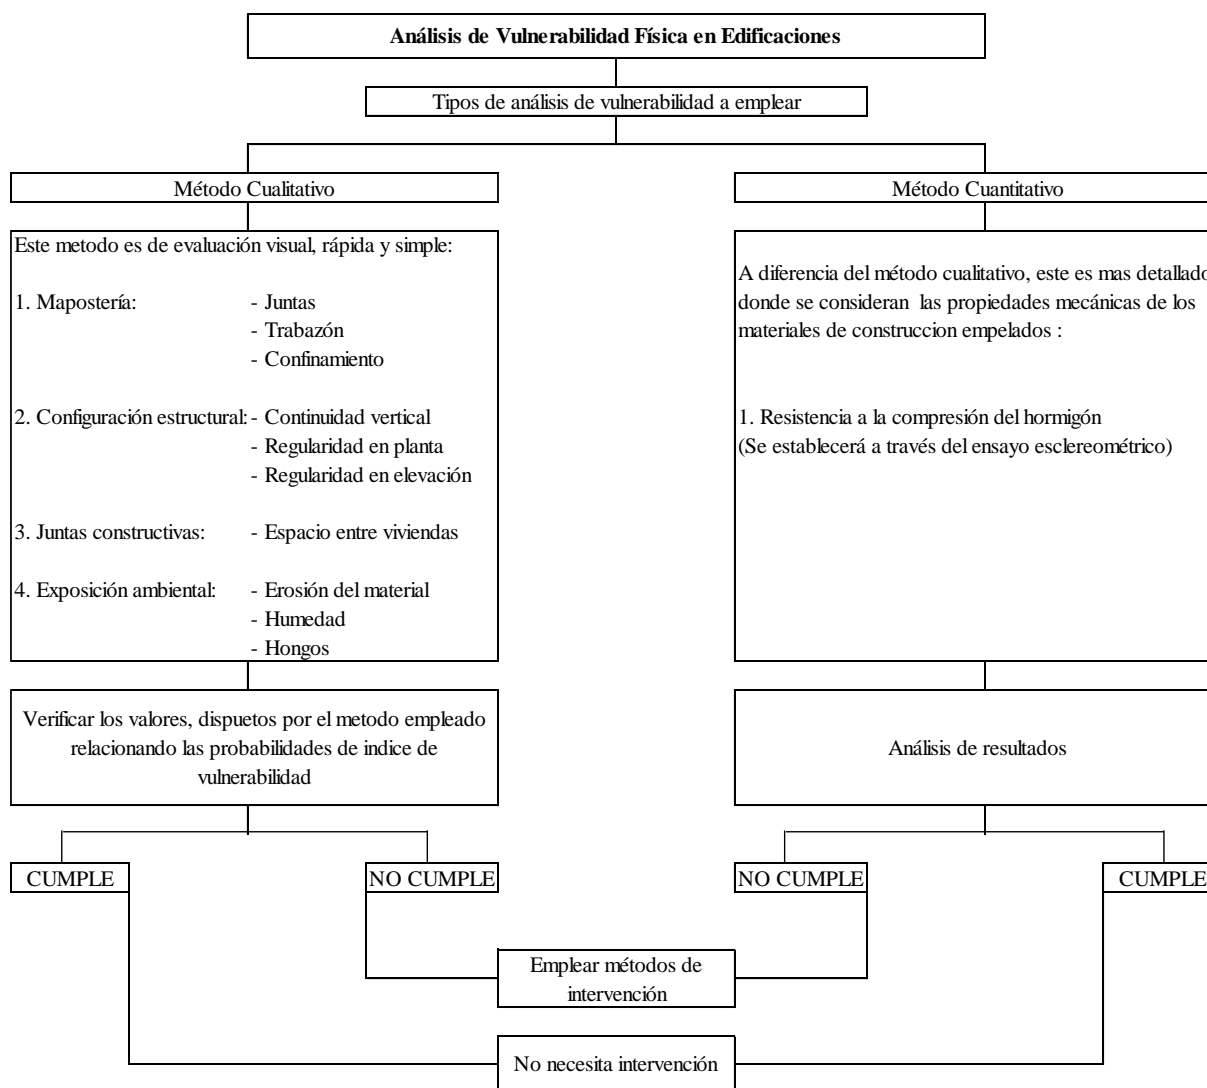 Análisis de Vulnerabilidad Física en Edificaciones
Tipos de análisis de vulnerabilidad a emplear
Método Cualitativo
Este metodo es de evaluación visual, rápida y simple:
1. Mapostería: - Juntas
- Trabazón
- Confinamiento
2. Configuración estructural: - Continuidad vertical
- Regularidad en planta
- Regularidad en elevación
3. Juntas constructivas: - Espacio entre viviendas
4. Exposición ambiental: - Erosión del material
- Humedad
- Hongos
Verificar los valores, dispuetos por el metodo empleado
relacionando las probabilidades de indice de
vulnerabilidad
CUMPLE
NO CUMPLE
Método Cuantitativo
A diferencia del método cualitativo, este es mas detallado
donde se consideran las propiedades mecánicas de los
materiales de construccion empelados :
1. Resistencia a la compresión del hormigón
(Se establecerá a través del ensayo esclereométrico)
Análisis de resultados
NO CUMPLE
CUMPLE
Emplear métodos de
intervención
No necesita intervención